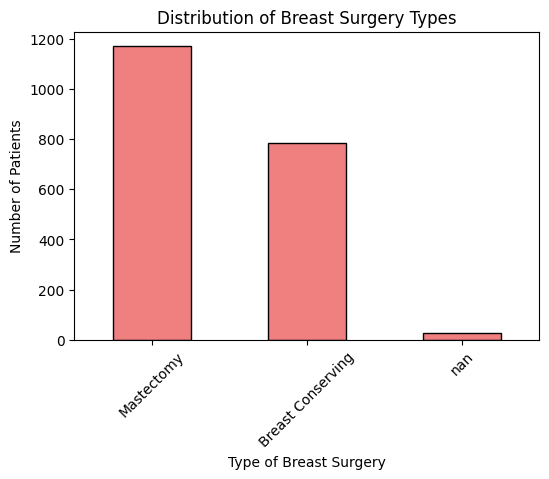 Distribution of Breast Surgery Types
1200
1000
800
600
400
200
0
Number of Patients
Mastectomy
Breast Conserving
nan
Type of Breast Surgery